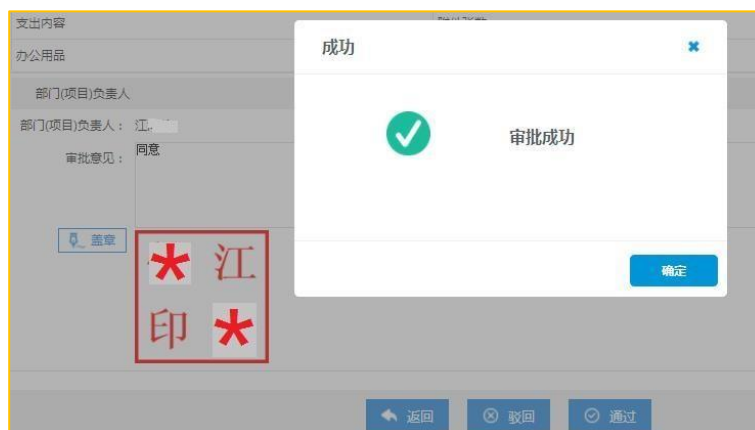 支出内容
办公用品
部门(项目)负责人
部门(项目)负责人：江
审批意见：同意
盖章
江
印
成功
审批成功
确定
返回
驳回
通过